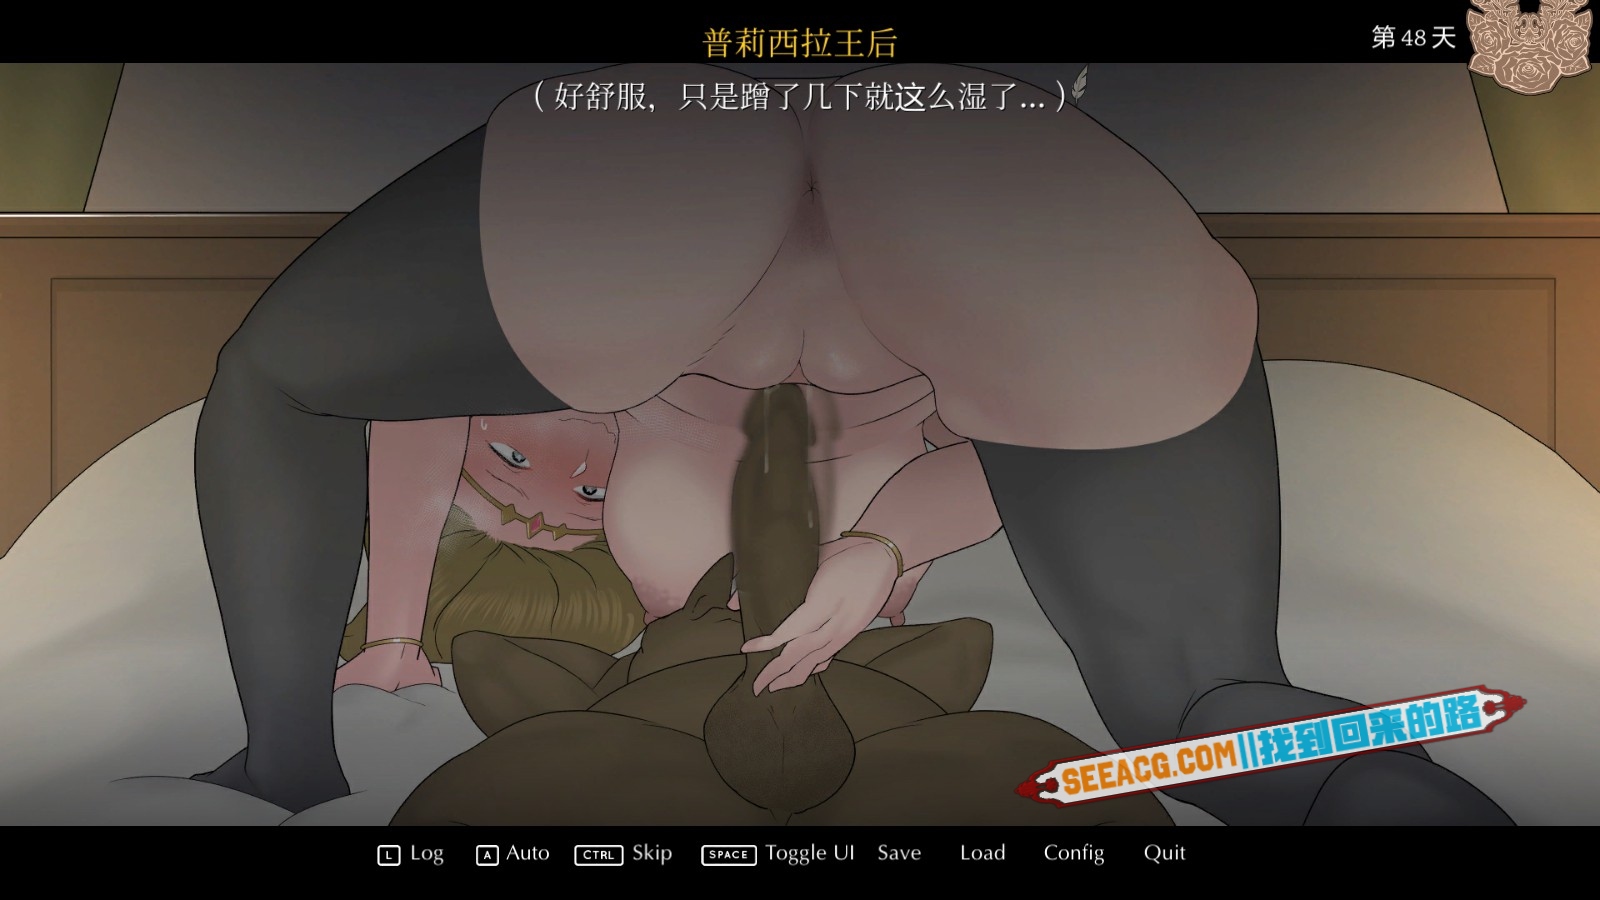 普莉西拉王后
第 48 天
（好舒服，只是蹭了几下就这么湿了...）
SEEACG.COM||找到回来的路
L Log A Auto CTRL Skip SPACE Toggle UI Save Load Config Quit